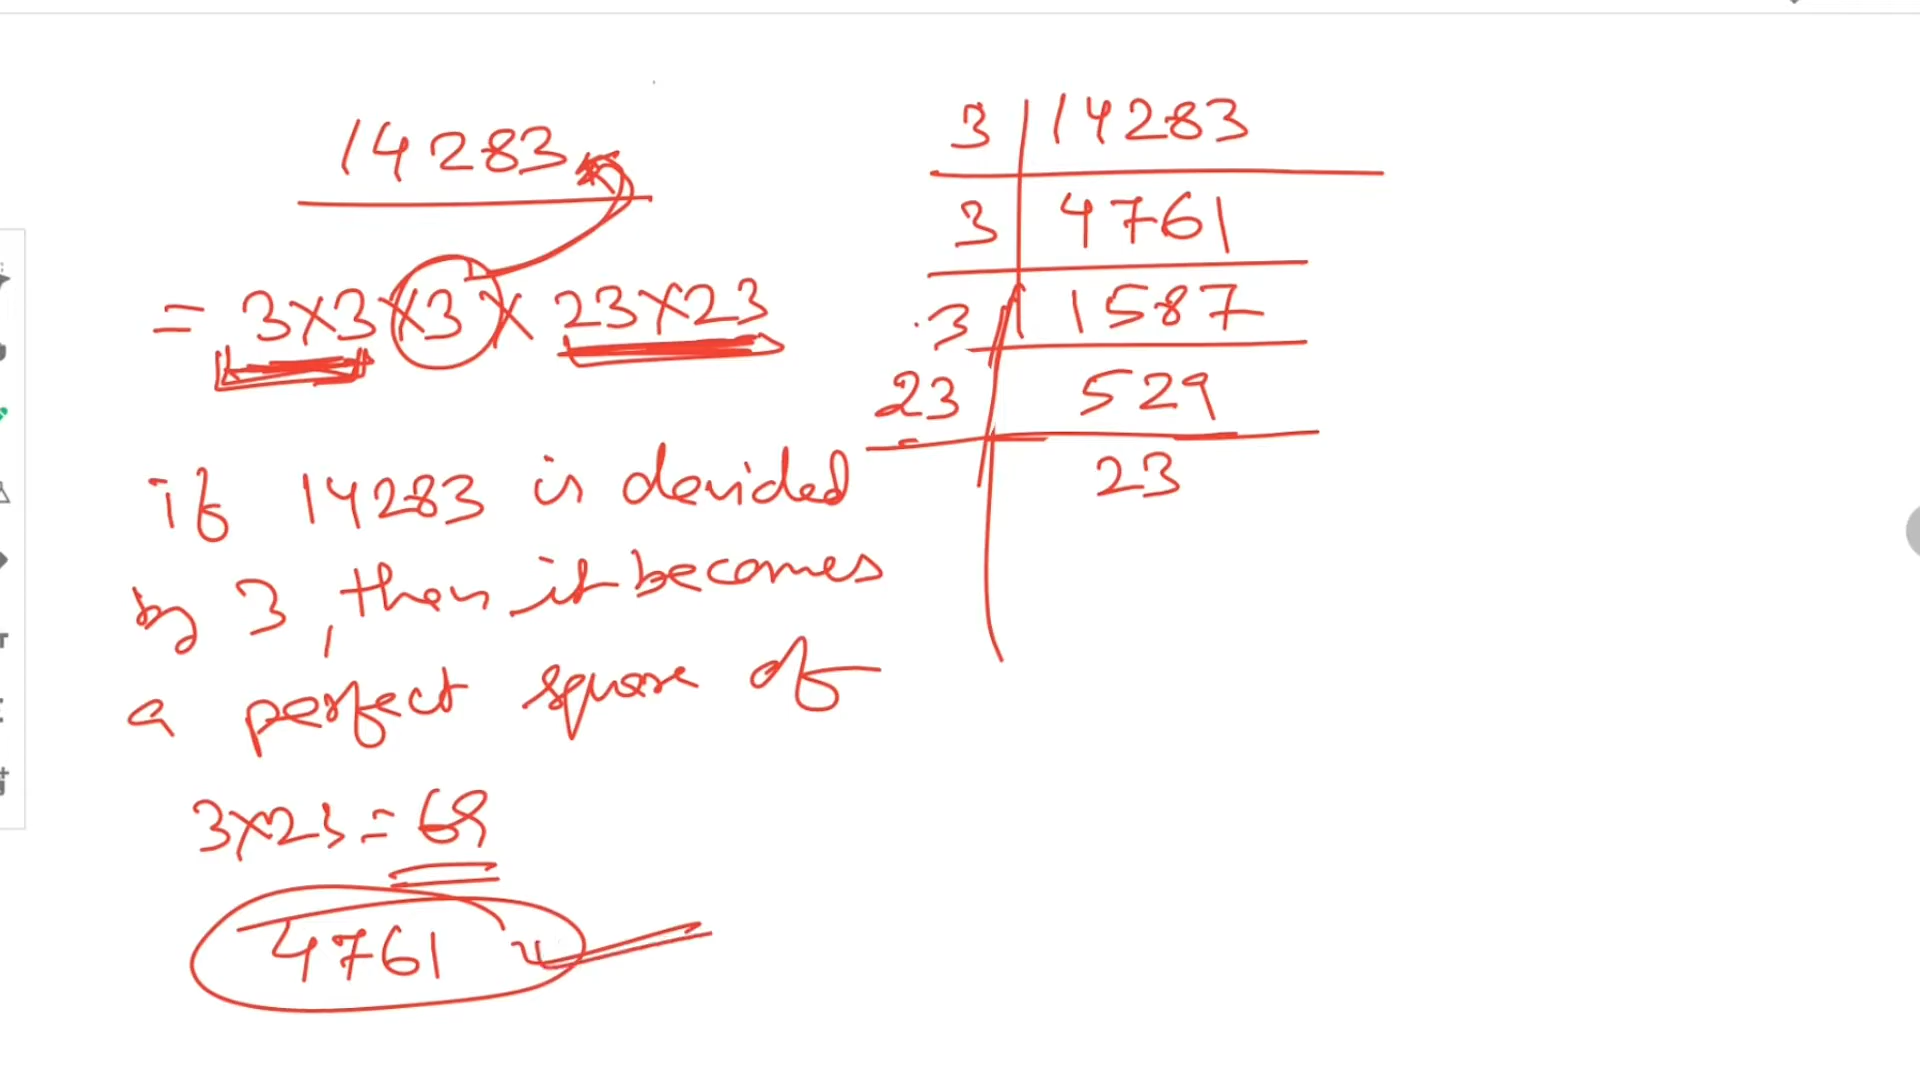 14283
= 3×3×3×23×23
if 14283 is devided
by 3, then it becomes
a perfect square of
3×23 = 69
4761
3 14283
3 4761
3 1587
23 529
23